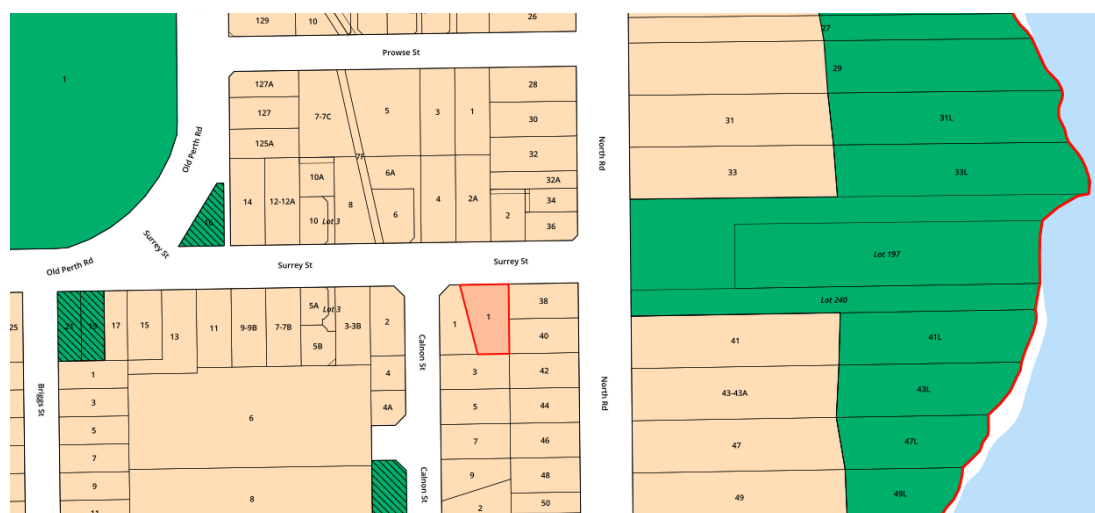 129
10
26
27
Prowse St
1
29
127A
127
125A
7-7C
5
3
1
28
30
32
32A
34
36
31
31L
33
33L
Old Perth Rd
7F
North Rd
10A
6A
14
12-12A
10
Lot 3
8
6
4
2A
2
16
Surrey St
Old Perth Rd
Surrey St
Surrey St
Lot 197
Lot 240
25
21
19
17
15
13
11
9-9B
7-7B
5A
Lot 3
5B
3-3B
2
1
1
38
40
Calnon St
41
41L
1
4
3
42
Briggs St
3
4A
5
44
North Rd
43-43A
43L
5
6
7
46
47
47L
7
9
48
9
8
Calnon St
2
50
49
49L
11